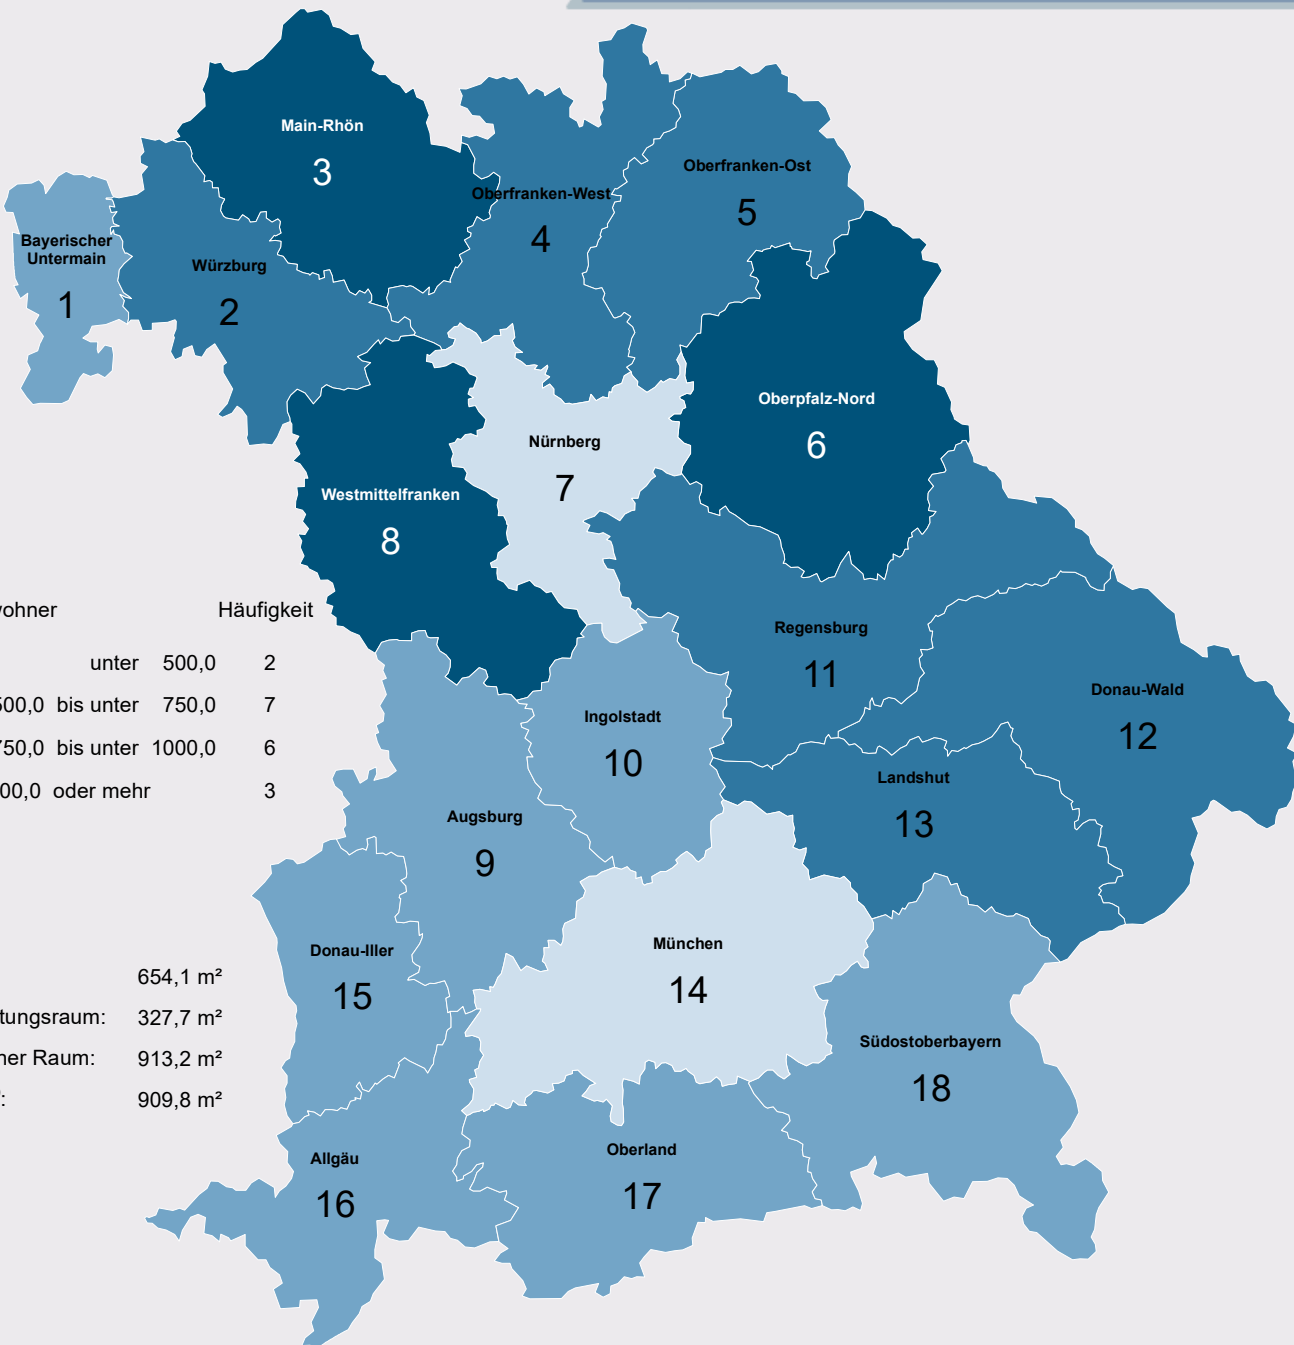 Main-Rhön
3
Oberfranken-West
4
Oberfranken-Ost
5
Bayerischer
Untermain
1
Würzburg
2
Oberpfalz-Nord
6
Nürnberg
7
Westmittelfranken
8
Häufigkeit
unter 500,0 2
bis unter 750,0 7
bis unter 1000,0 6
oder mehr 3
Regensburg
11
Donau-Wald
12
Ingolstadt
10
Landshut
13
Augsburg
9
Donau-Iller
15
München
14
654,1 m²
327,7 m²
Raum: 913,2 m²
909,8 m²
Südostoberbayern
18
Allgäu
16
Oberland
17